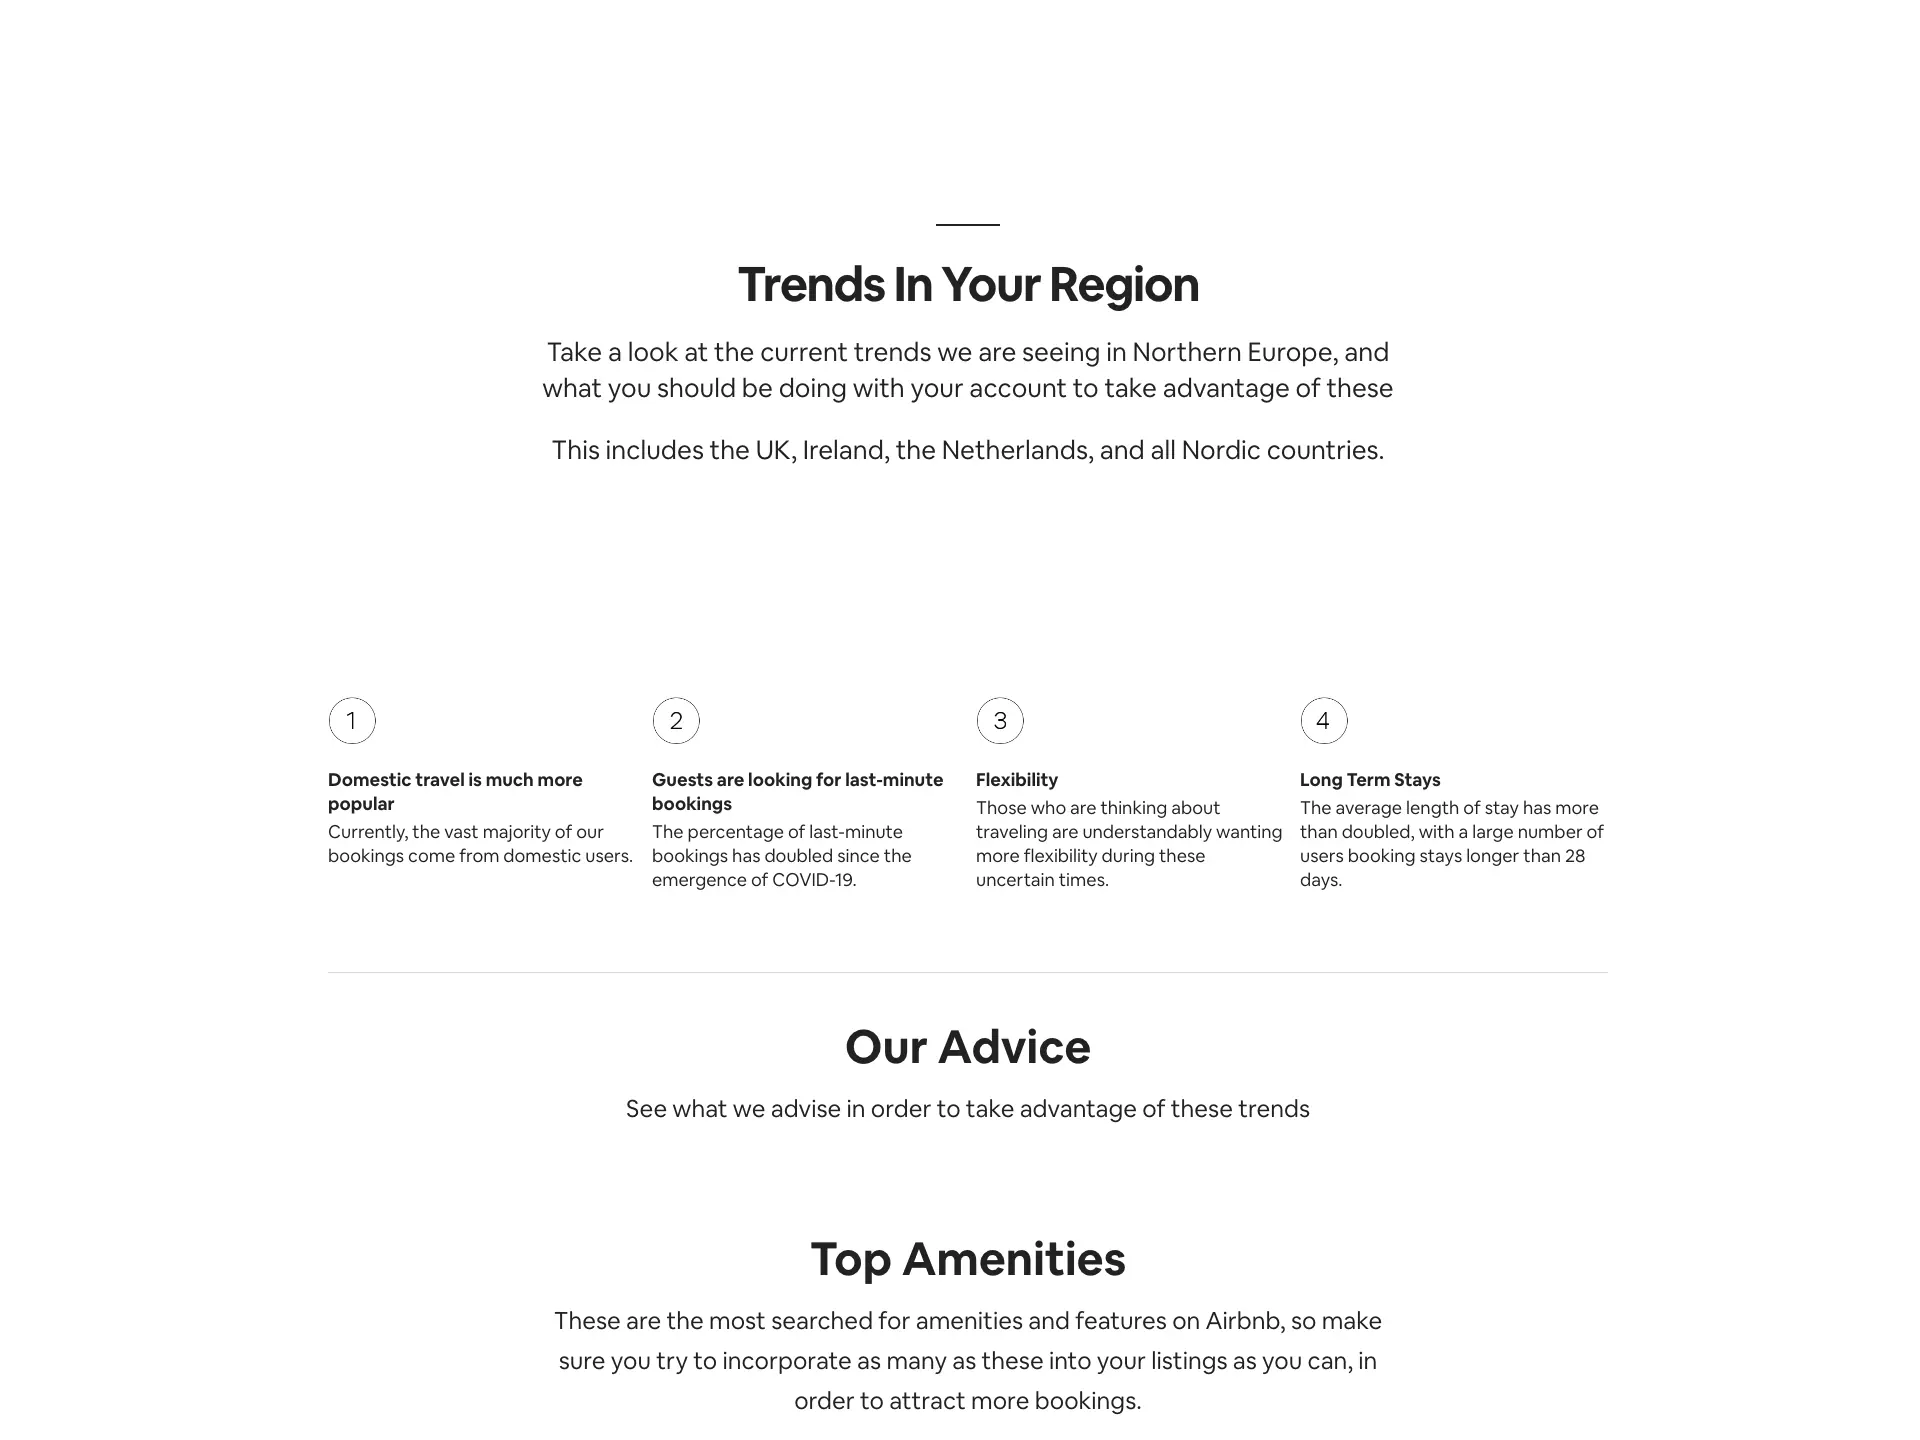 Trends In Your Region
Take a look at the current trends we are seeing in Northern Europe, and
what you should be doing with your account to take advantage of these
This includes the UK, Ireland, the Netherlands, and all Nordic countries.
1
Domestic travel is much more
popular
Currently, the vast majority of our
bookings come from domestic users.
2
Guests are looking for last-minute
bookings
The percentage of last-minute
bookings has doubled since the
emergence of COVID-19.
3
Flexibility
Those who are thinking about
traveling are understandably wanting
more flexibility during these
uncertain times.
4
Long Term Stays
The average length of stay has more
than doubled, with a large number of
users booking stays longer than 28
days.
Our Advice
See what we advise in order to take advantage of these trends
Top Amenities
These are the most searched for amenities and features on Airbnb, so make
sure you try to incorporate as many as these into your listings as you can, in
order to attract more bookings.